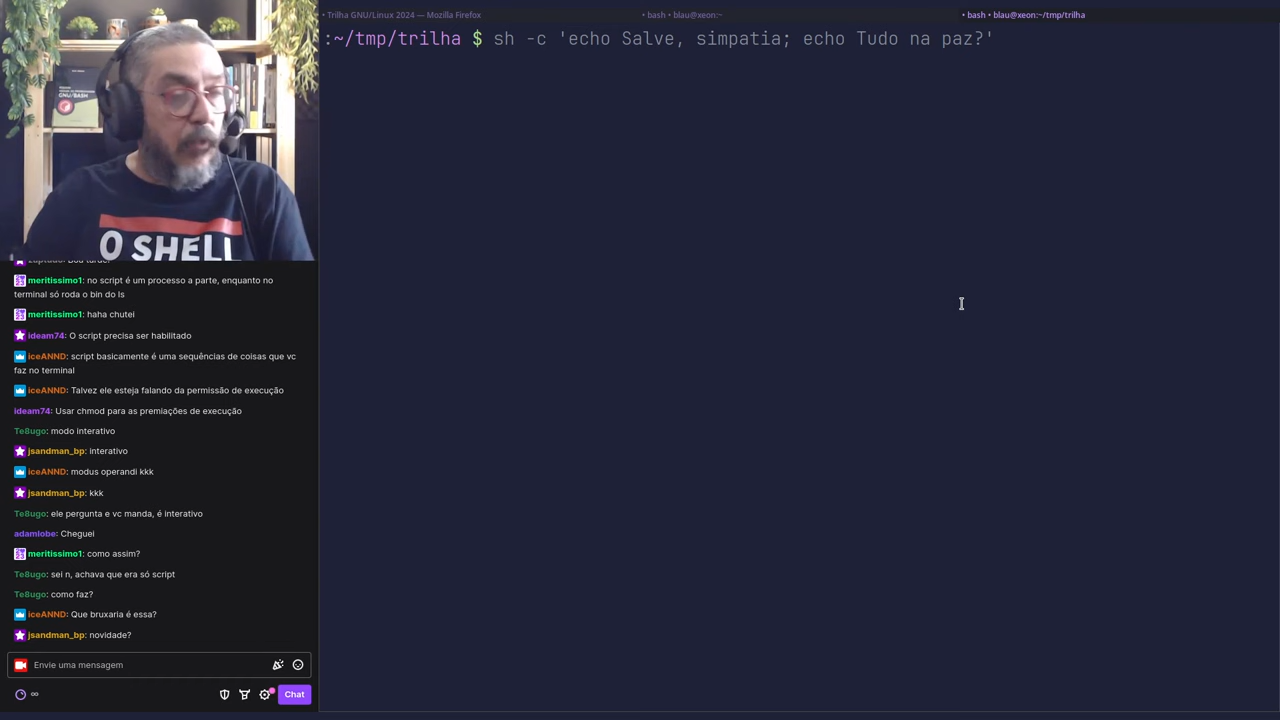 • Trilha GNU/Linux 2024 — Mozilla Firefox
• bash • blau@xeon:~
• bash • blau@xeon:~/tmp/trilha
:~/tmp/trilha $ sh -c 'echo Salve, simpatia; echo Tudo na paz?'
GNU/BASH
O SHELL
meritissimo1: no script é um processo a parte, enquanto no
terminal só roda o bin do ls
meritissimo1: haha chutei
ideam74: O script precisa ser habilitado
iceANND: script basicamente é uma sequências de coisas que vc
faz no terminal
iceANND: Talvez ele esteja falando da permissão de execução
ideam74: Usar chmod para as premiações de execução
Te8ugo: modo interativo
jsandman_bp: interativo
iceANND: modus operandi kkk
jsandman_bp: kkk
Te8ugo: ele pergunta e vc manda, é interativo
adamlobe: Cheguei
meritissimo1: como assim?
Te8ugo: sei n, achava que era só script
Te8ugo: como faz?
iceANND: Que bruxaria é essa?
jsandman_bp: novidade?
Envie uma mensagem
∞
Chat